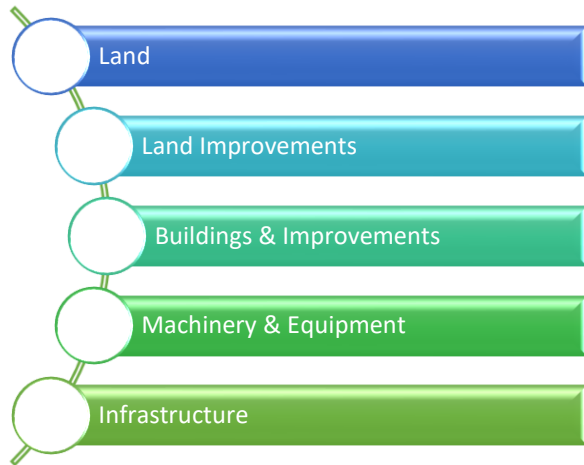 Land
Land Improvements
Buildings & Improvements
Machinery & Equipment
Infrastructure